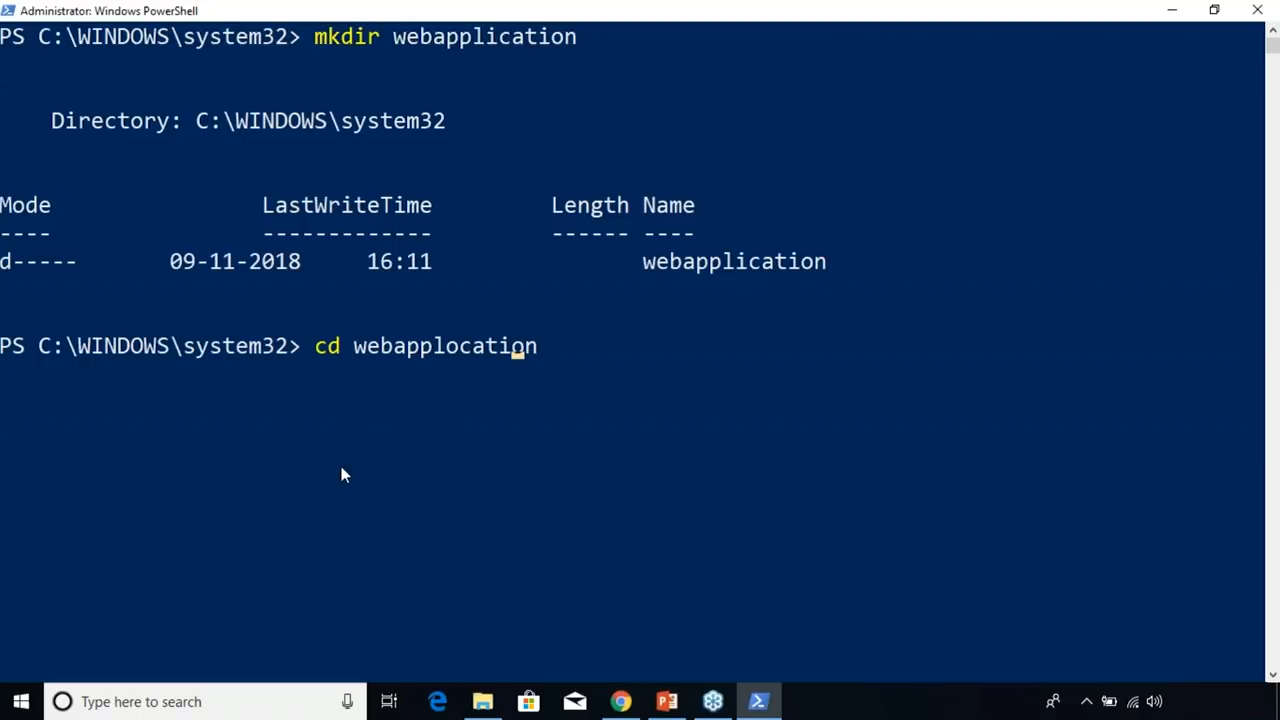 Administrator: Windows PowerShell
PS C:\WINDOWS\system32> mkdir webapplication
Directory: C:\WINDOWS\system32
Mode LastWriteTime Length Name
---- ------------- ------ ----
d----- 09-11-2018 16:11 webapplication
PS C:\WINDOWS\system32> cd webapplocation
Type here to search